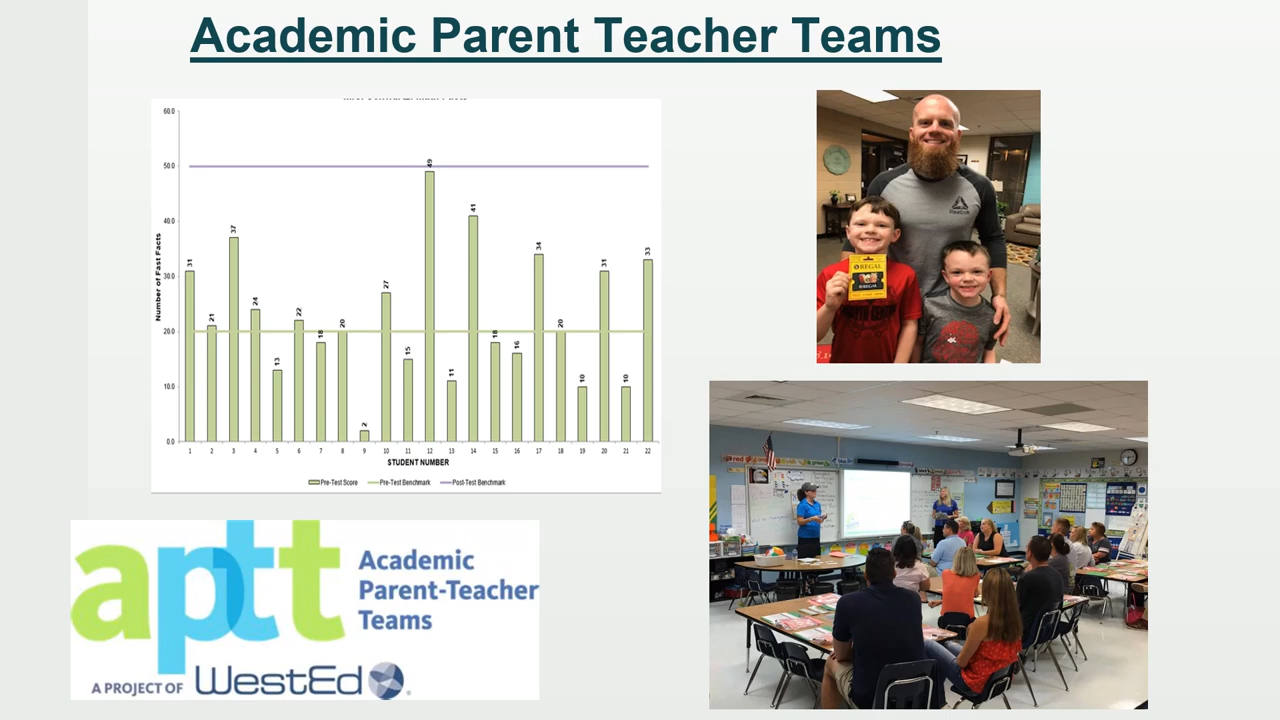 Academic Parent Teacher Teams
60.0
50.0
40.0
30.0
20.0
10.0
0.0
Number of Fast Facts
31
21
37
24
13
22
18
20
2
27
15
49
11
41
18
16
34
20
10
31
10
33
1 2 3 4 5 6 7 8 9 10 11 12 13 14 15 16 17 18 19 20 21 22
STUDENT NUMBER
Pre-Test Score Pre-Test Benchmark Post-Test Benchmark
REGAL
REGAL
aptt
Academic
Parent-Teacher
Teams
A PROJECT OF WestEd